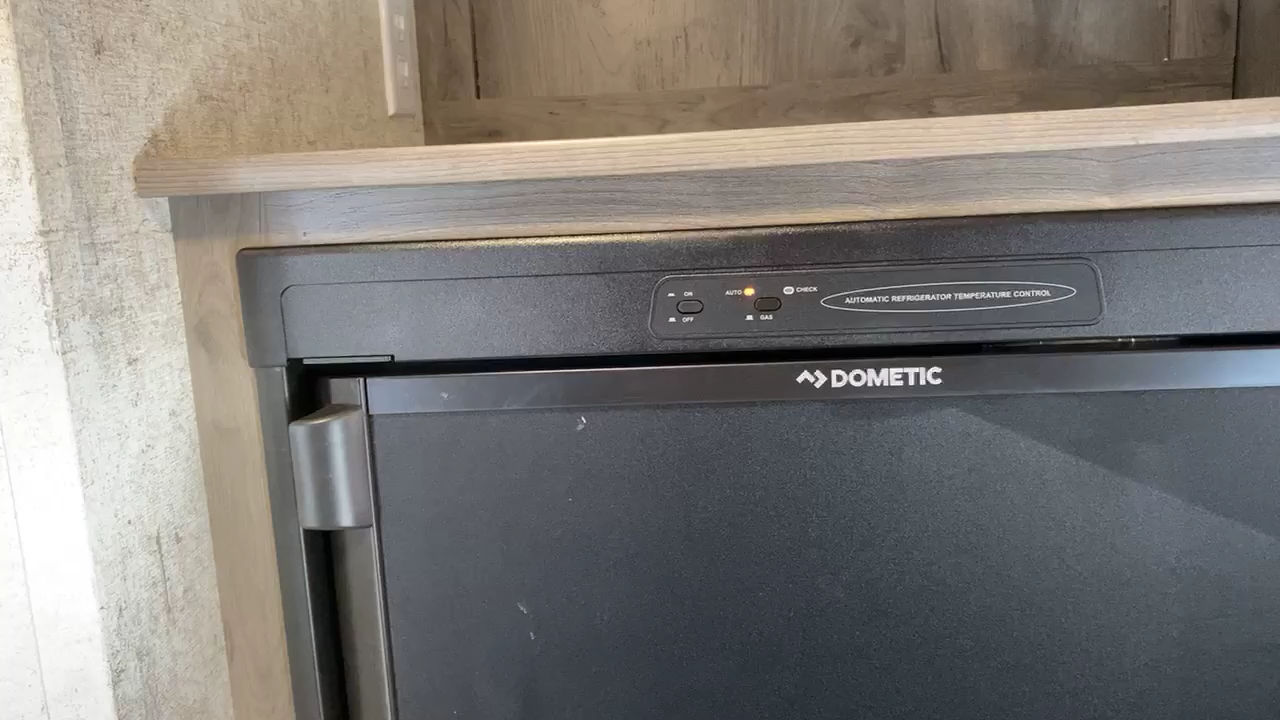 ON
OFF
AUTO
GAS
CHECK
AUTOMATIC REFRIGERATOR TEMPERATURE CONTROL
DOMETIC